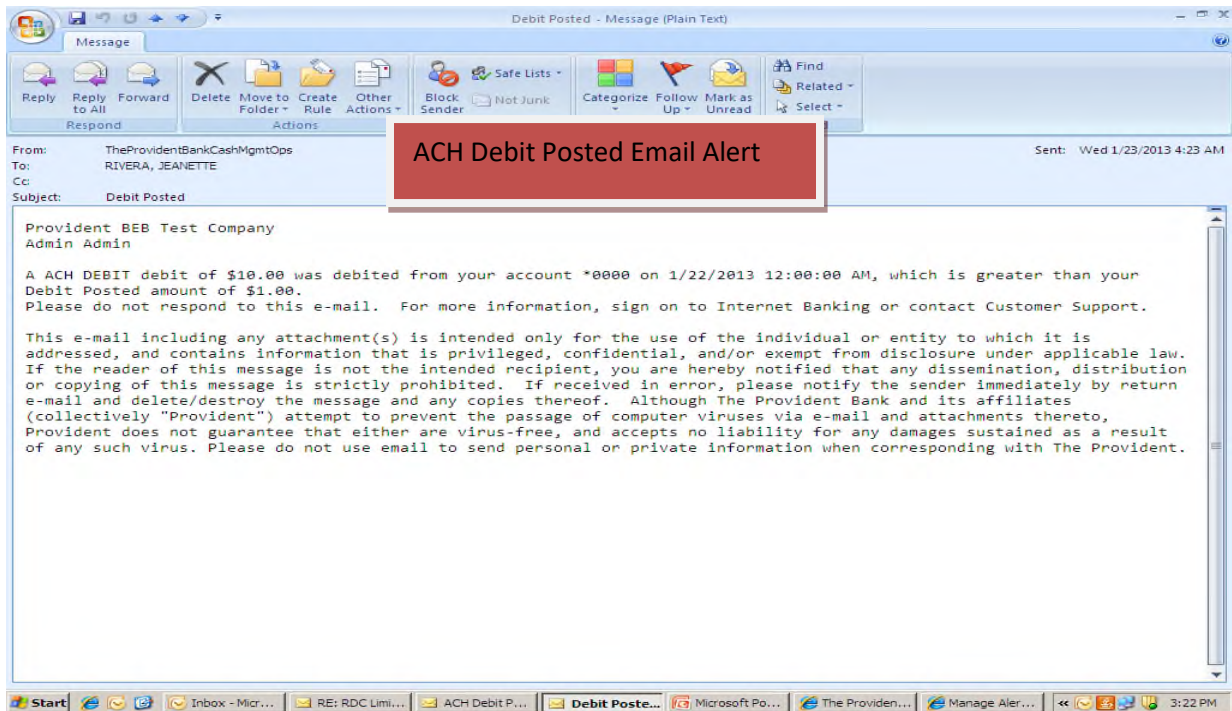 Debit Posted - Message (Plain Text)
Message
Reply
Reply to All
Forward
Respond
Delete
Move to Folder
Create Rule
Other Actions
Actions
Block Sender
Safe Lists
Not Junk
Categorize
Follow Up
Mark as Unread
Find
Related
Select
ACH Debit Posted Email Alert
From: TheProvidentBankCashMgmtOps
Sent: Wed 1/23/2013 4:23 AM
To: RIVERA, JEANETTE
Cc:
Subject: Debit Posted
Provident BEB Test Company
Admin Admin
A ACH DEBIT debit of $10.00 was debited from your account *0000 on 1/22/2013 12:00:00 AM, which is greater than your
Debit Posted amount of $1.00.
Please do not respond to this e-mail. For more information, sign on to Internet Banking or contact Customer Support.
This e-mail including any attachment(s) is intended only for the use of the individual or entity to which it is
addressed, and contains information that is privileged, confidential, and/or exempt from disclosure under applicable law.
If the reader of this message is not the intended recipient, you are hereby notified that any dissemination, distribution
or copying of this message is strictly prohibited. If received in error, please notify the sender immediately by return
e-mail and delete/destroy the message and any copies thereof. Although The Provident Bank and its affiliates
(collectively "Provident") attempt to prevent the passage of computer viruses via e-mail and attachments thereto,
Provident does not guarantee that either are virus-free, and accepts no liability for any damages sustained as a result
of any such virus. Please do not use email to send personal or private information when corresponding with The Provident.
Start
Inbox - Micr...
RE: RDC Limi...
ACH Debit P...
Debit Poste...
Microsoft Po...
The Providen...
Manage Aler...
3:22 PM